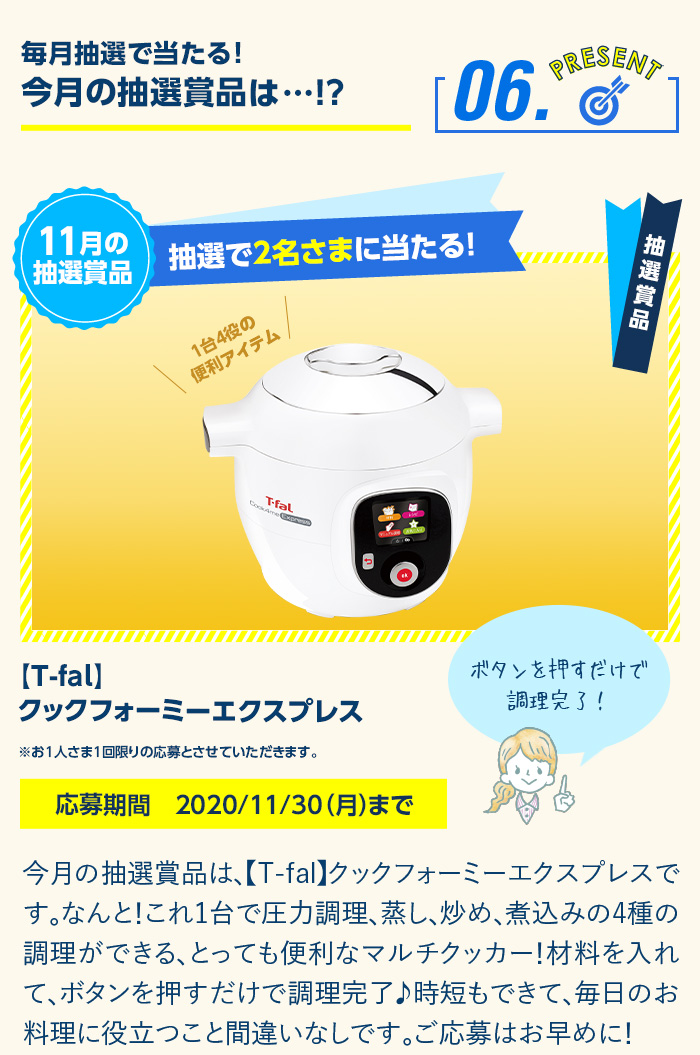 毎月抽選で当たる!
今月の抽選賞品は…!?
06.
PRESENT
11月の
抽選賞品
抽選で2名さまに当たる!
抽選賞品
1台4役の
便利アイテム
T-fal
Cook4me Express
OK
【T-fal】
クックフォーミーエクスプレス
ボタンを押すだけで
調理完了!
※お1人さま1回限りの応募とさせていただきます。
応募期間 2020/11/30(月)まで
今月の抽選賞品は、【T-fal】クックフォーミーエクスプレスで
す。なんと!これ1台で圧力調理、蒸し、炒め、煮込みの4種の
調理ができる、とっても便利なマルチクッカー!材料を入れ
て、ボタンを押すだけで調理完了♪時短もできて、毎日のお
料理に役立つこと間違いなしです。ご応募はお早めに!